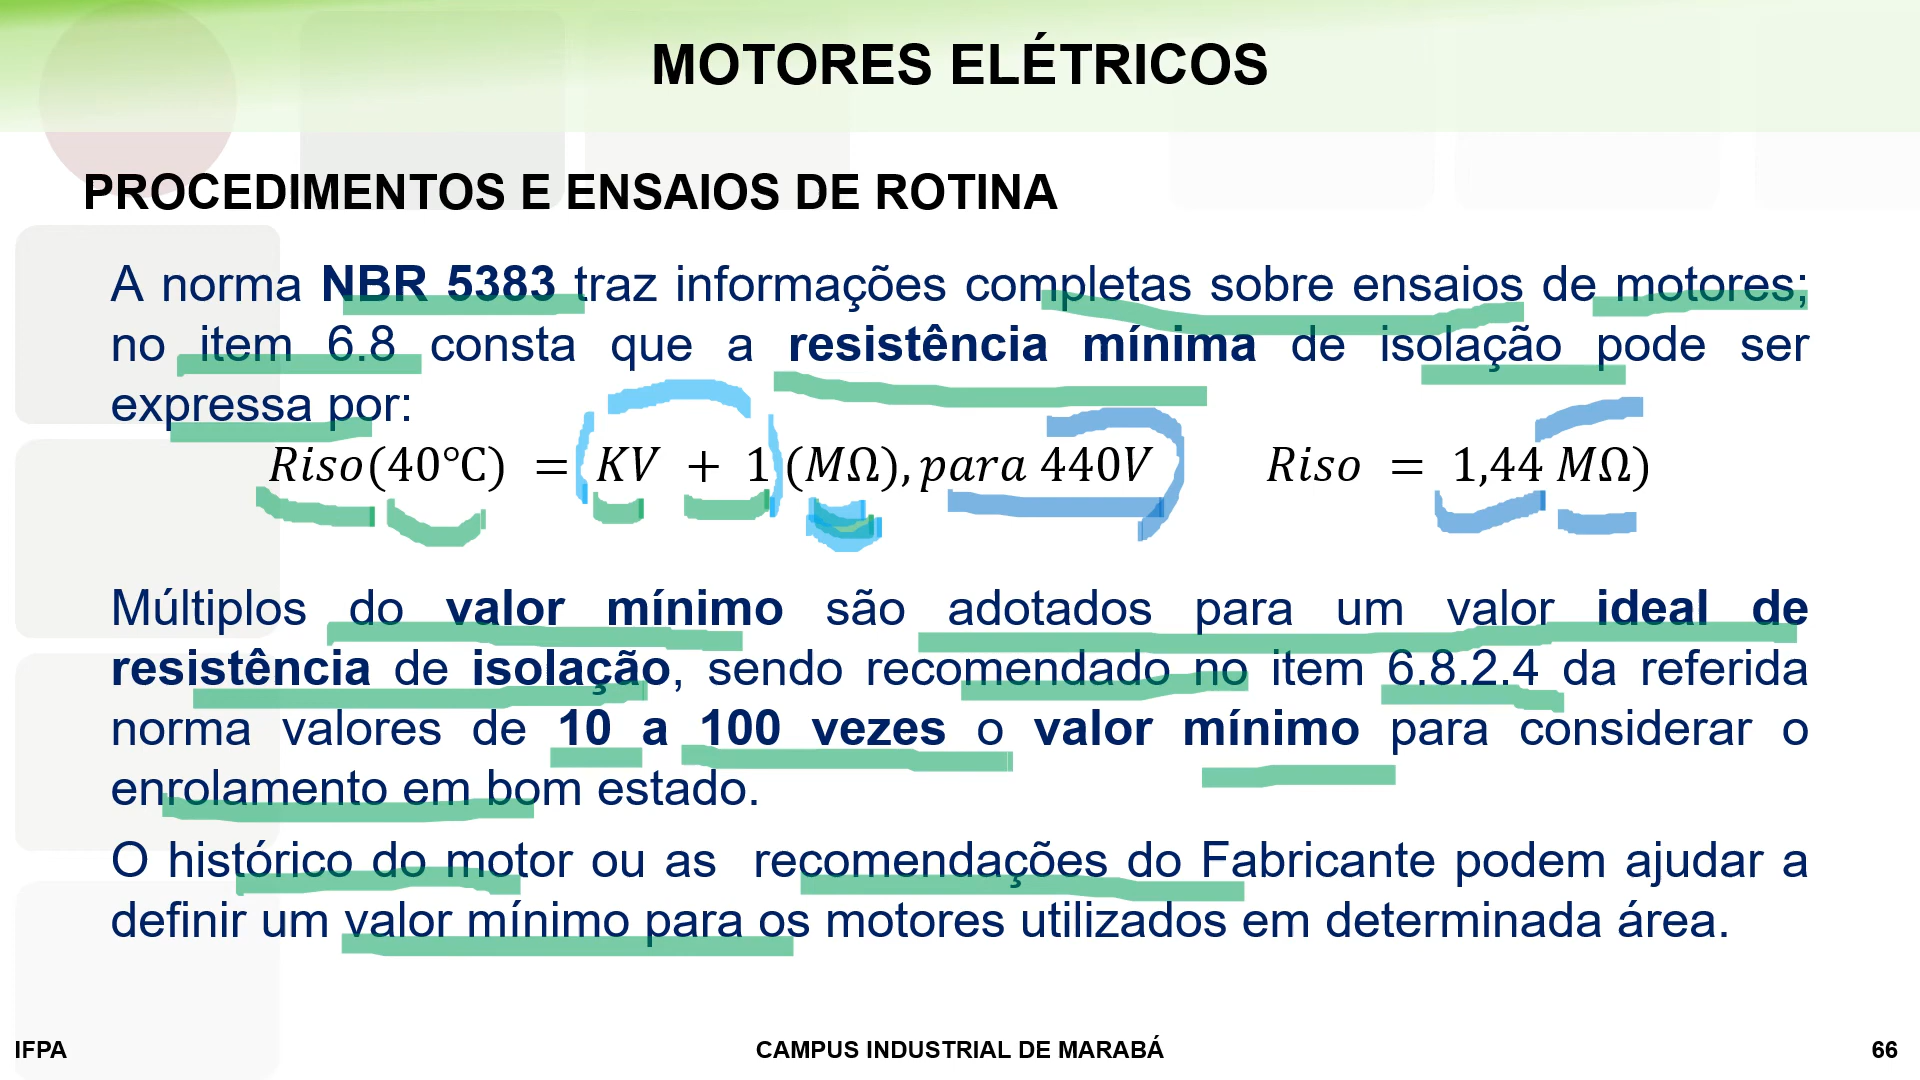 MOTORES ELÉTRICOS
PROCEDIMENTOS E ENSAIOS DE ROTINA
A norma NBR 5383 traz informações completas sobre ensaios de motores;
no item 6.8 consta que a resistência mínima de isolação pode ser
expressa por:
Riso(40°C) = KV + 1 (MΩ), para 440V Riso = 1,44 MΩ)
Múltiplos do valor mínimo são adotados para um valor ideal de
resistência de isolação, sendo recomendado no item 6.8.2.4 da referida
norma valores de 10 a 100 vezes o valor mínimo para considerar o
enrolamento em bom estado.
O histórico do motor ou as recomendações do Fabricante podem ajudar a
definir um valor mínimo para os motores utilizados em determinada área.
IFPA
CAMPUS INDUSTRIAL DE MARABÁ
66